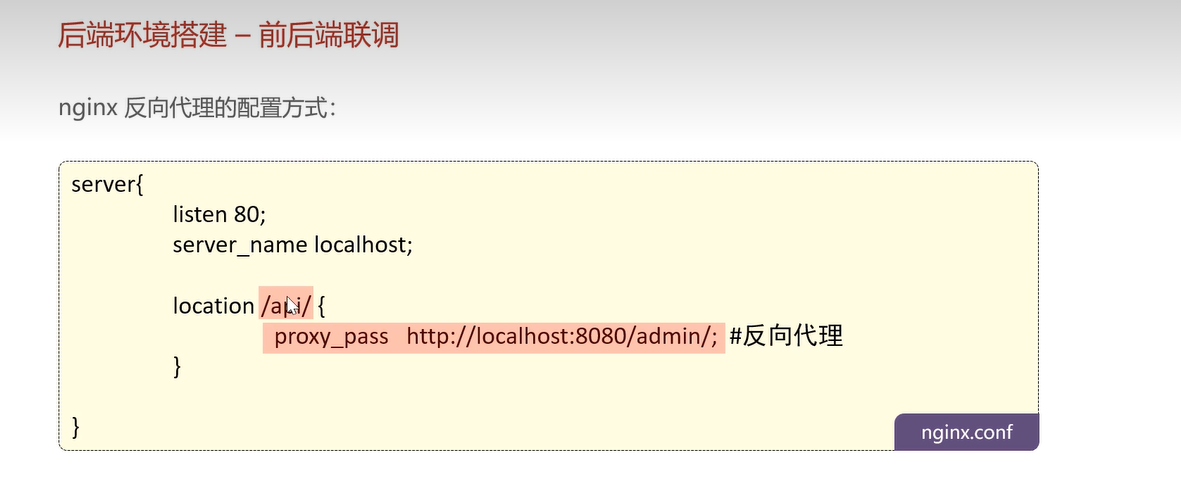 后端环境搭建 – 前后端联调
nginx 反向代理的配置方式：
server{
listen 80;
server_name localhost;
location /api/ {
proxy_pass http://localhost:8080/admin/; #反向代理
}
}
nginx.conf